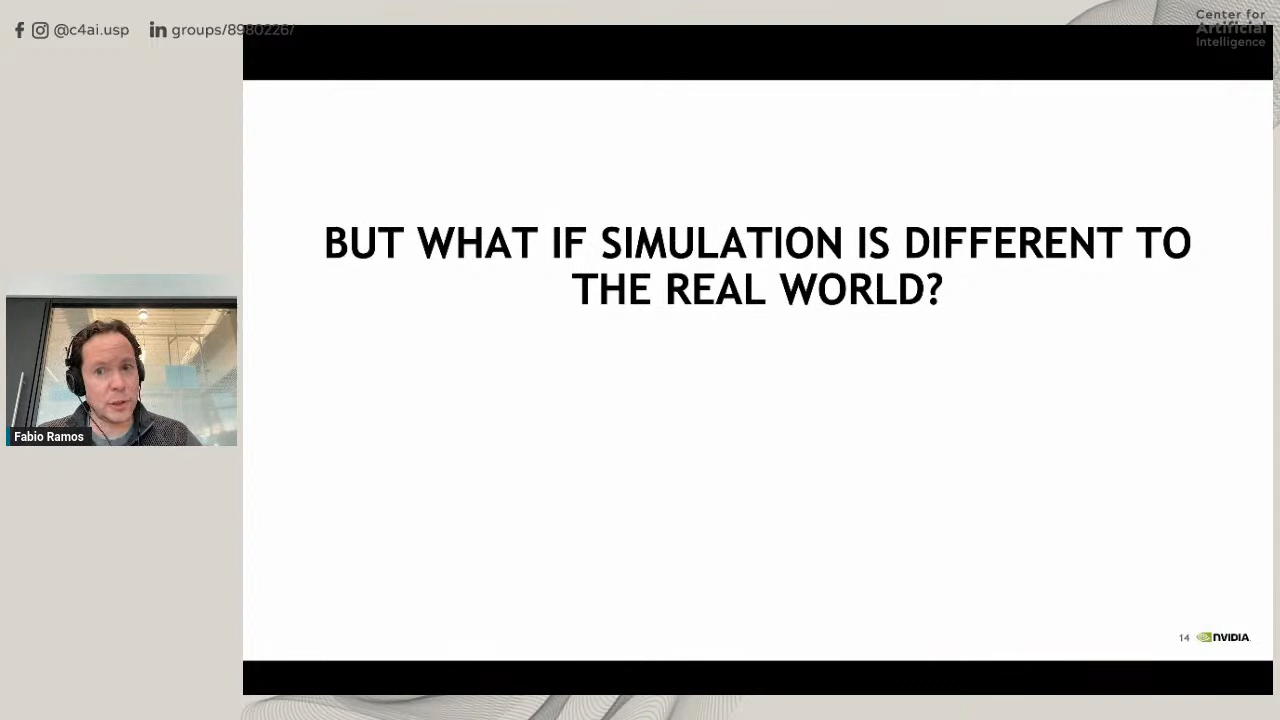 @c4ai.usp groups/8980226/
Center for
Artificial
Intelligence
BUT WHAT IF SIMULATION IS DIFFERENT TO
THE REAL WORLD?
Fabio Ramos
14 NVIDIA